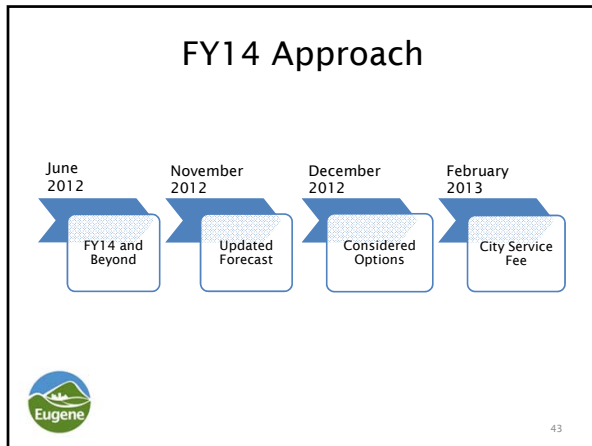 FY14 Approach
June
2012
November
2012
December
2012
February
2013
FY14 and
Beyond
Updated
Forecast
Considered
Options
City Service
Fee
Eugene
43